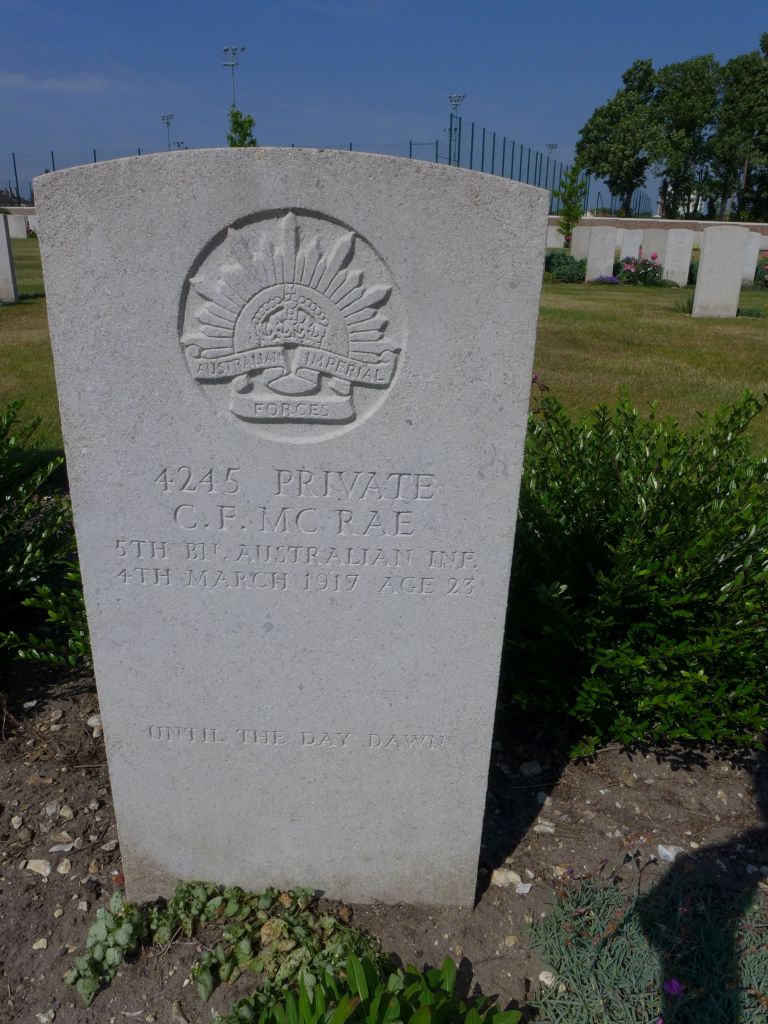 AUSTRALIAN IMPERIAL
FORCES
4245 PRIVATE
C. F. MC RAE
5TH BN. AUSTRALIAN INF.
4TH MARCH 1917 AGE 23
UNTIL THE DAY DAWN